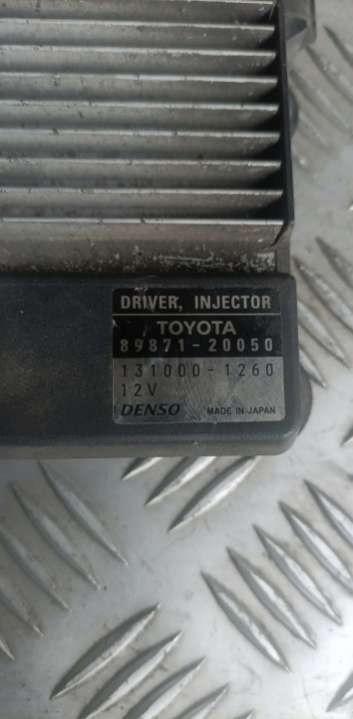 DRIVER, INJECTOR
TOYOTA
89871-20050
131000-1260
12V
DENSO MADE IN JAPAN